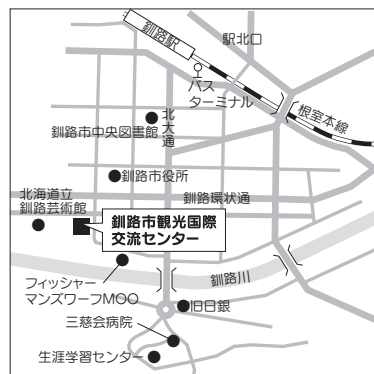 釧路駅
駅北口
バス
ターミナル
根室本線
北大通
釧路市中央図書館
釧路市役所
北海道立
釧路芸術館
釧路環状通
釧路市観光国際
交流センター
フィッシャー
マンズワーフMOO
釧路川
旧日銀
三慈会病院
生涯学習センター